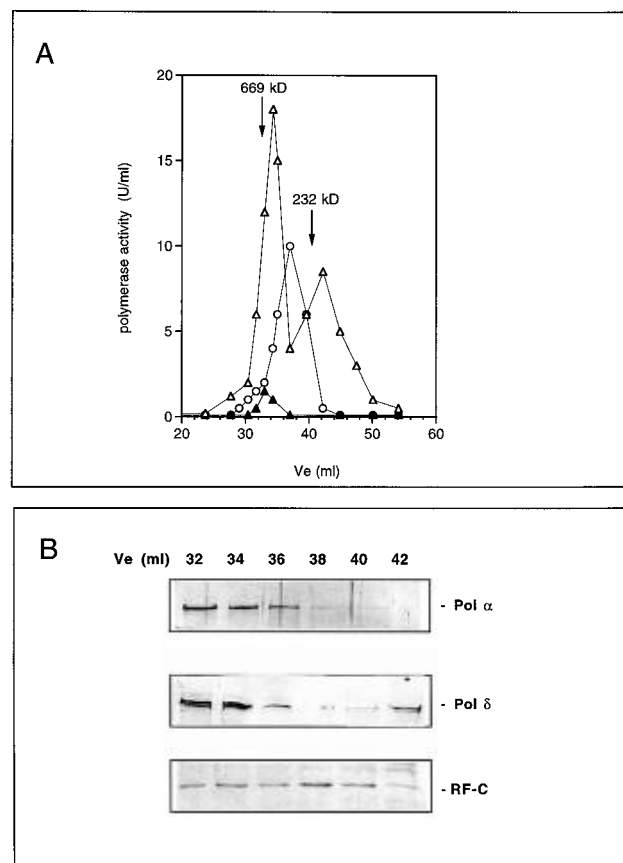 A
polymerase activity (U/ml)
20
15
10
5
0
669 kD
232 kD
20 30 40 50 60
Ve (ml)
B
Ve (ml) 32 34 36 38 40 42
- Pol α
- Pol δ
- RF-C